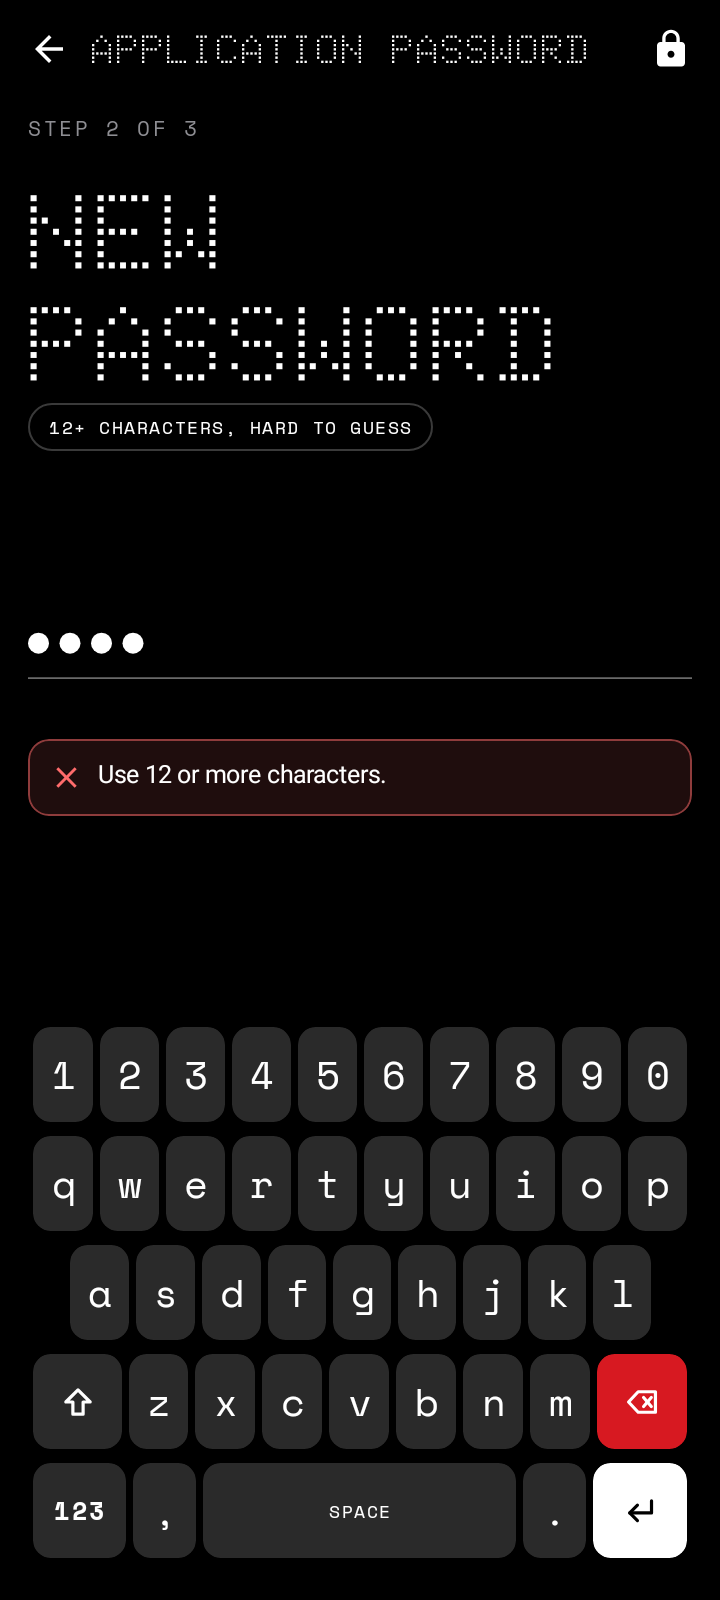 APPLICATION PASSWORD
STEP 2 OF 3
NEW
PASSWORD
12+ CHARACTERS, HARD TO GUESS
Use 12 or more characters.
1 2 3 4 5 6 7 8 9 0
q w e r t y u i o p
a s d f g h j k l
z x c v b n m
123 , SPACE .